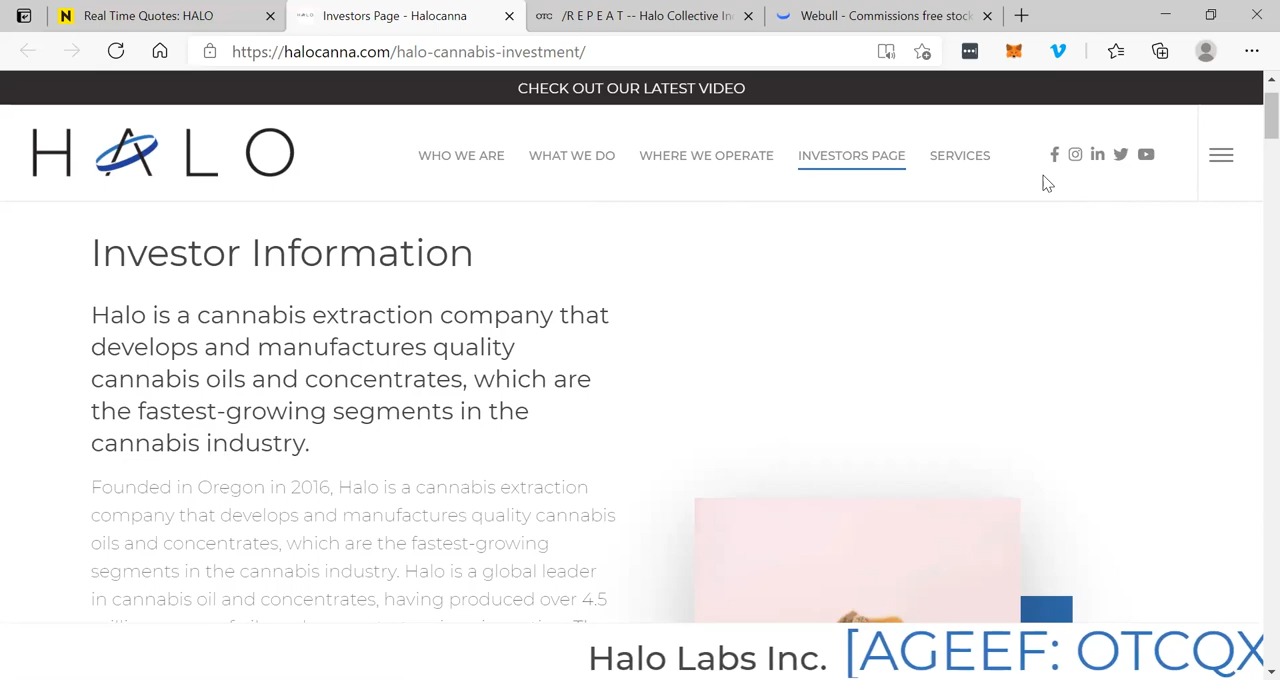 Real Time Quotes: HALO
Investors Page - Halocanna
OTC /R E P E A T -- Halo Collective In
Webull - Commissions free stock
https://halocanna.com/halo-cannabis-investment/
CHECK OUT OUR LATEST VIDEO
HALO
WHO WE ARE WHAT WE DO WHERE WE OPERATE INVESTORS PAGE SERVICES
Investor Information
Halo is a cannabis extraction company that
develops and manufactures quality
cannabis oils and concentrates, which are
the fastest-growing segments in the
cannabis industry.
Founded in Oregon in 2016, Halo is a cannabis extraction
company that develops and manufactures quality cannabis
oils and concentrates, which are the fastest-growing
segments in the cannabis industry. Halo is a global leader
in cannabis oil and concentrates, having produced over 4.5
Halo Labs Inc. [AGEEF: OTCQX